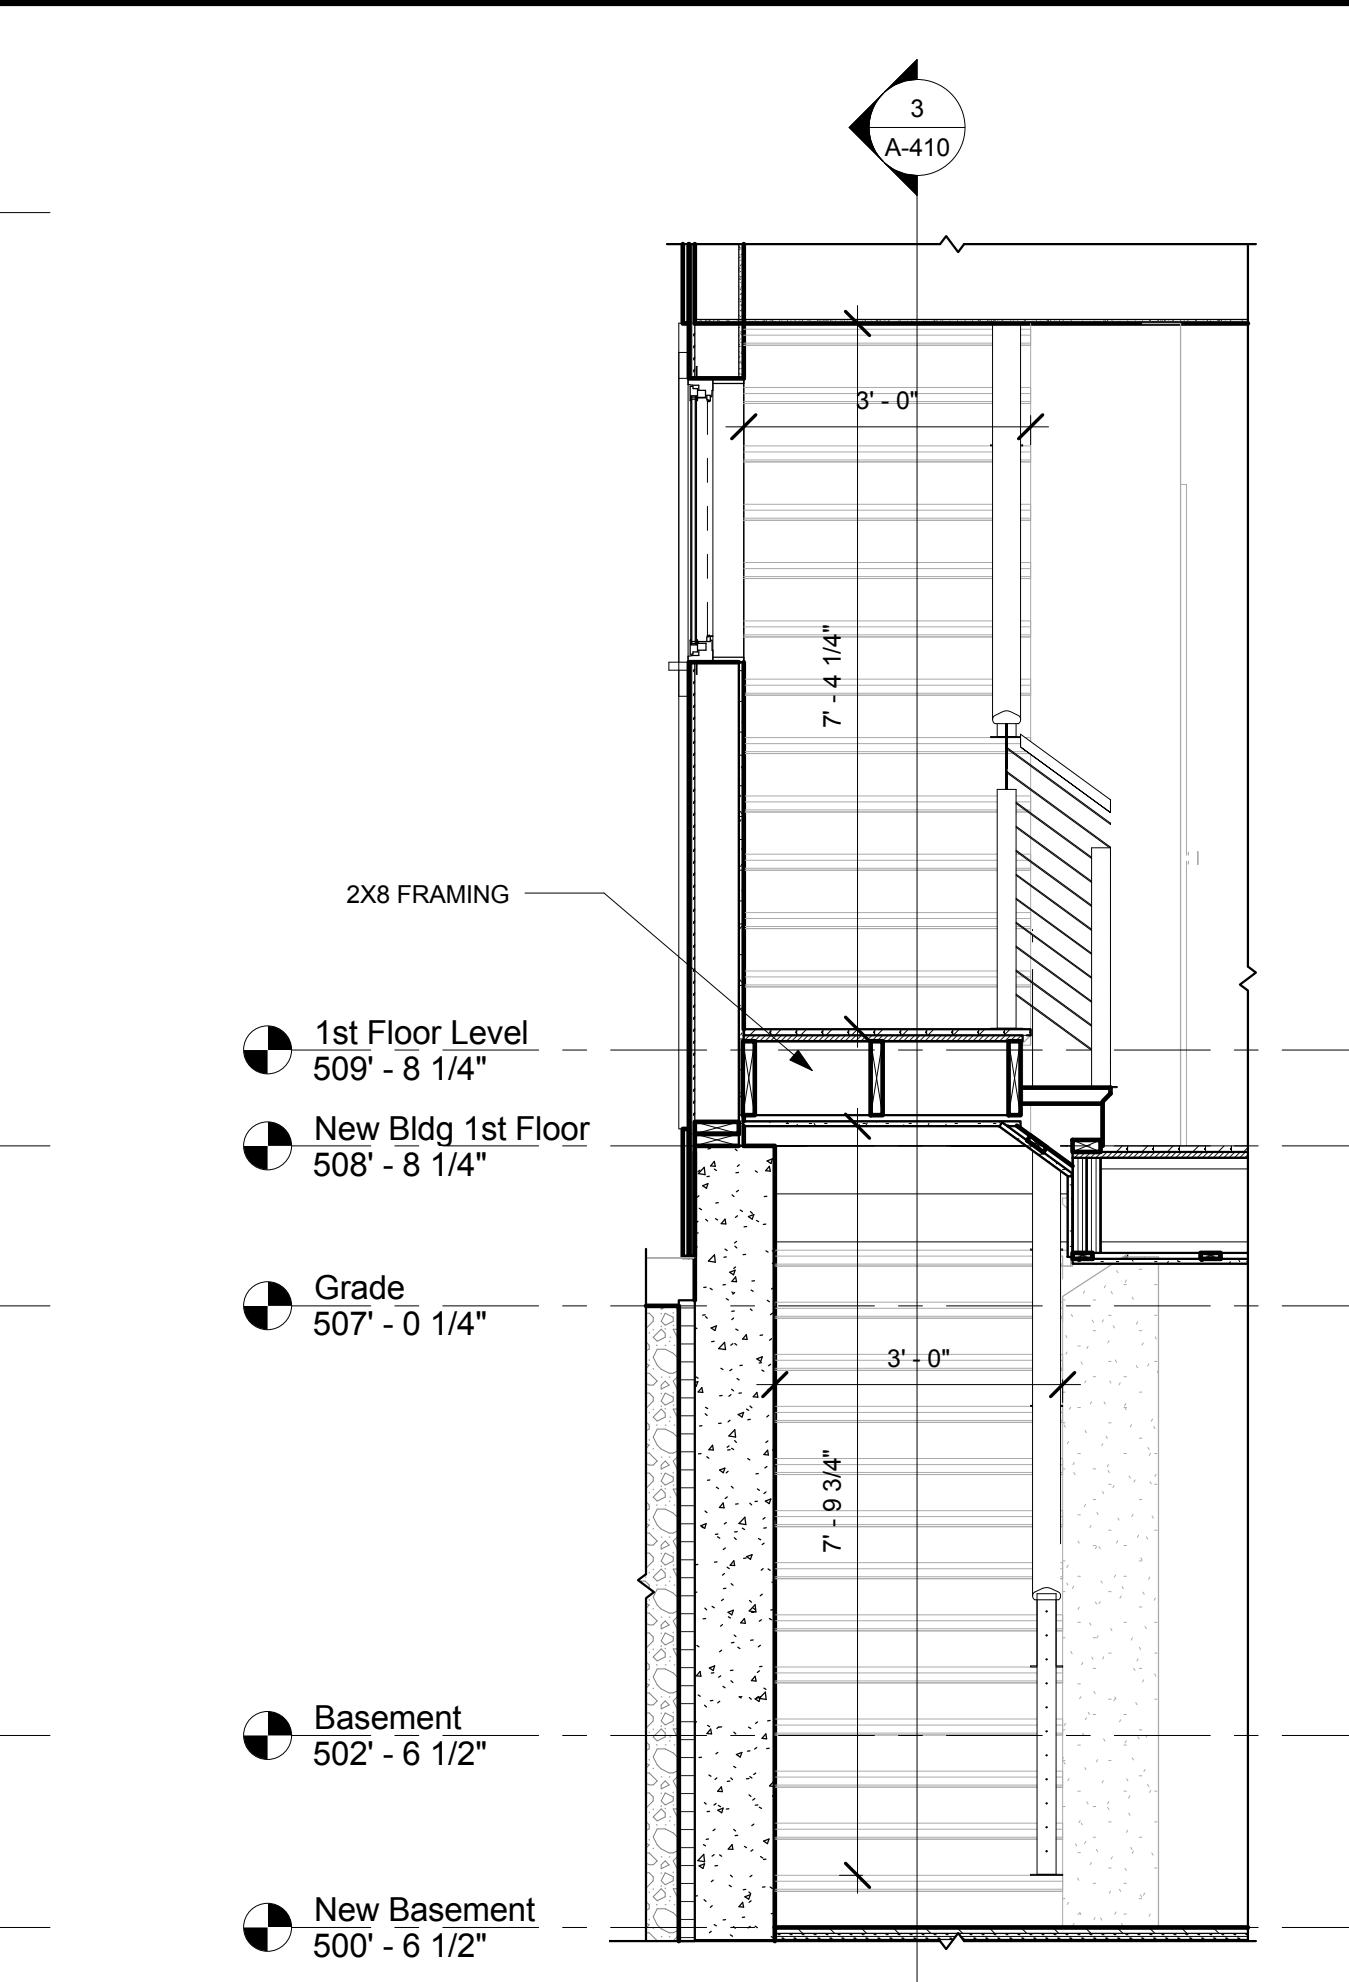 3
A-410
3' - 0"
7' - 4 1/4"
2X8 FRAMING
1st Floor Level
509' - 8 1/4"
New Bldg 1st Floor
508' - 8 1/4"
Grade
507' - 0 1/4"
3' - 0"
7' - 9 3/4"
Basement
502' - 6 1/2"
New Basement
500' - 6 1/2"